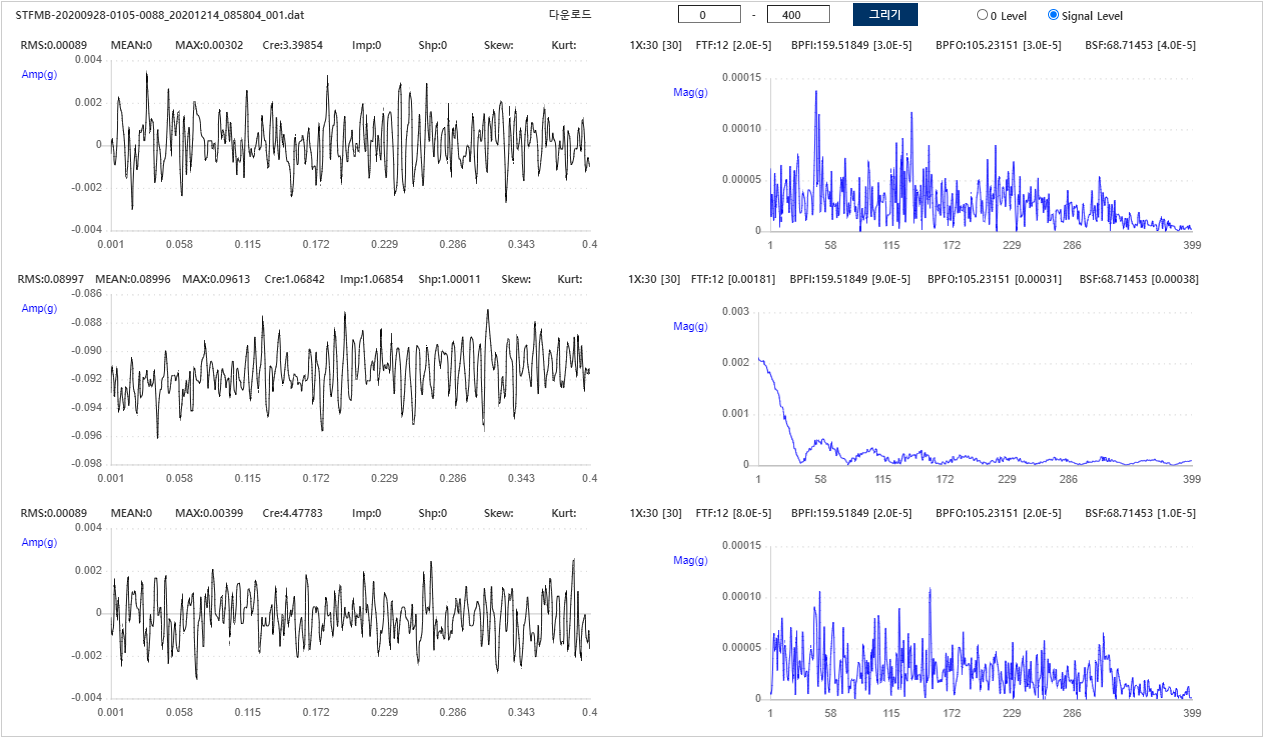 STFMB-20200928-0105-0088_20201214_085804_001.dat 다운로드 0 - 400 그리기 0 Level Signal Level
RMS:0.00089 MEAN:0 MAX:0.00302 Cre:3.39854 Imp:0 Shp:0 Skew: Kurt:
Amp(g)
0.004
0.002
0
-0.002
-0.004
0.001 0.058 0.115 0.172 0.229 0.286 0.343 0.4
1X:30 [30] FTF:12 [2.0E-5] BPFI:159.51849 [3.0E-5] BPFO:105.23151 [3.0E-5] BSF:68.71453 [4.0E-5]
Mag(g)
0.00015
0.00010
0.00005
0
1 58 115 172 229 286 399
RMS:0.08997 MEAN:0.08996 MAX:0.09613 Cre:1.06842 Imp:1.06854 Shp:1.00011 Skew: Kurt:
Amp(g)
-0.086
-0.088
-0.090
-0.092
-0.094
-0.096
-0.098
0.001 0.058 0.115 0.172 0.229 0.286 0.343 0.4
1X:30 [30] FTF:12 [0.00181] BPFI:159.51849 [9.0E-5] BPFO:105.23151 [0.00031] BSF:68.71453 [0.00038]
Mag(g)
0.003
0.002
0.001
0
1 58 115 172 229 286 399
RMS:0.00089 MEAN:0 MAX:0.00399 Cre:4.47783 Imp:0 Shp:0 Skew: Kurt:
Amp(g)
0.004
0.002
0
-0.002
-0.004
0.001 0.058 0.115 0.172 0.229 0.286 0.343 0.4
1X:30 [30] FTF:12 [8.0E-5] BPFI:159.51849 [2.0E-5] BPFO:105.23151 [2.0E-5] BSF:68.71453 [1.0E-5]
Mag(g)
0.00015
0.00010
0.00005
0
1 58 115 172 229 286 399